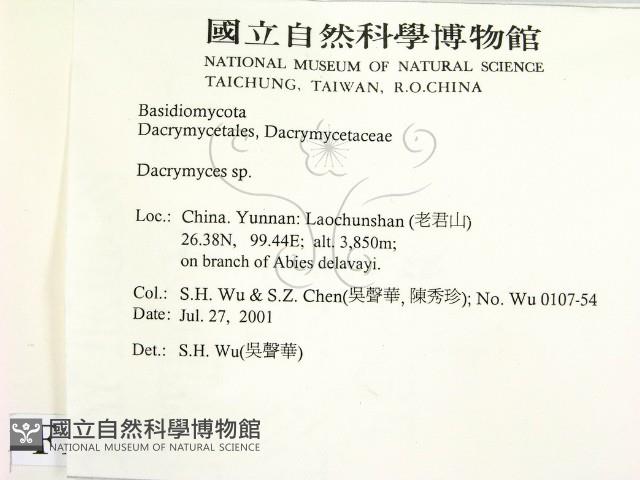 國立自然科學博物館
NATIONAL MUSEUM OF NATURAL SCIENCE
TAICHUNG, TAIWAN, R.O.CHINA
Basidiomycota
Dacrymycetales, Dacrymycetaceae
Dacrymyces sp.
Loc.: China. Yunnan: Laochunshan (老君山)
26.38N, 99.44E; alt. 3,850m;
on branch of Abies delavayi.
Col.: S.H. Wu & S.Z. Chen(吳聲華, 陳秀珍); No. Wu 0107-54
Date: Jul. 27, 2001
Det.: S.H. Wu(吳聲華)
國立自然科學博物館
NATIONAL MUSEUM OF NATURAL SCIENCE